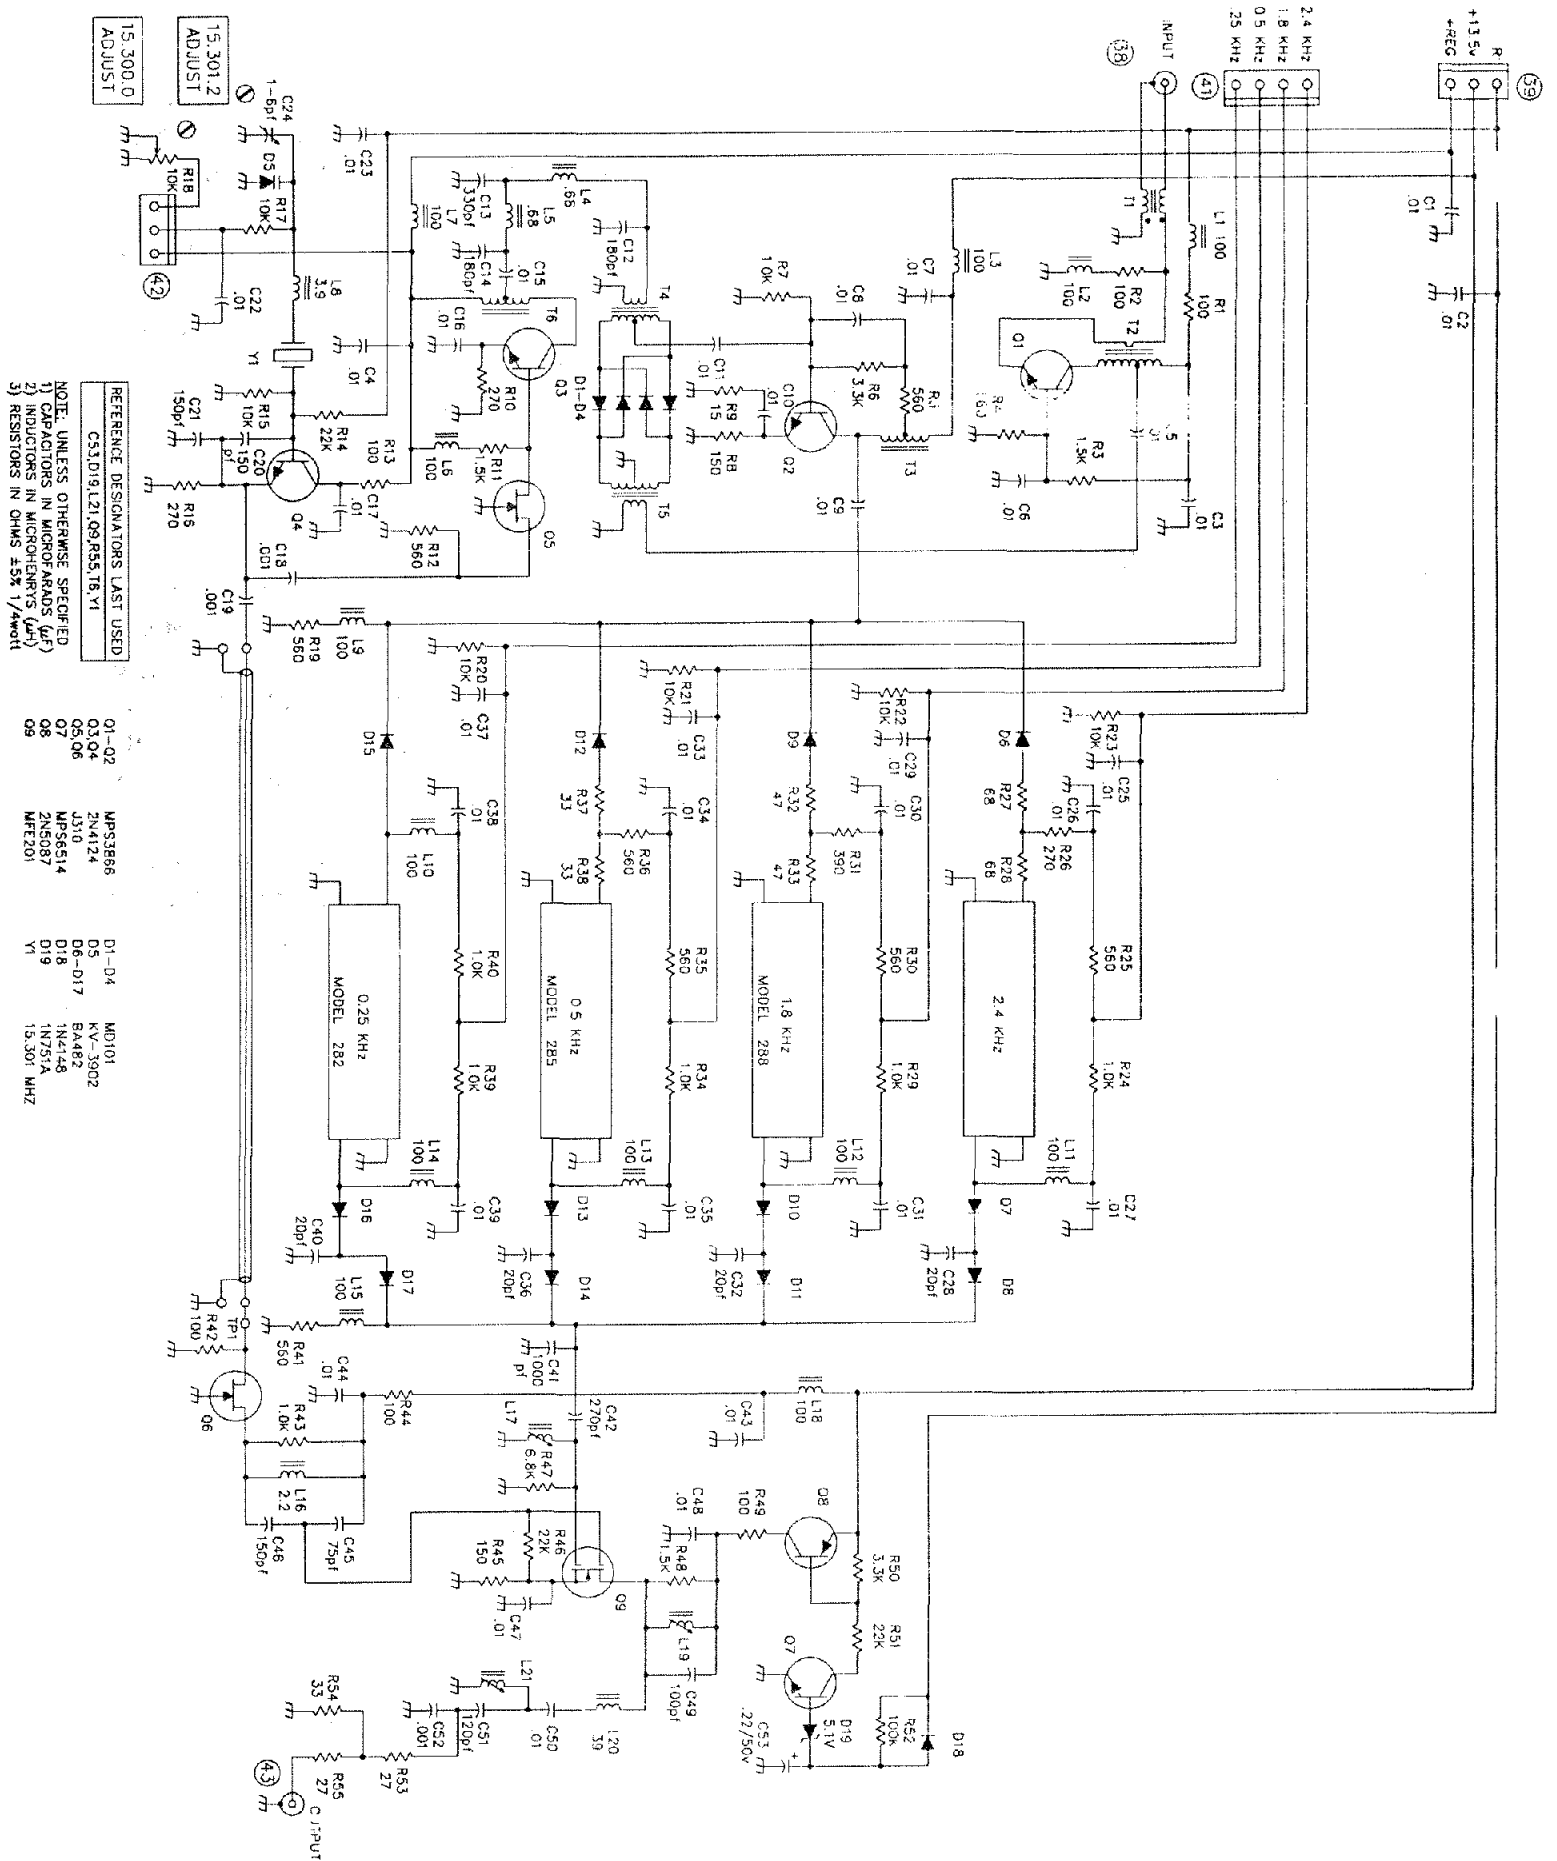 39
R
+13.5v
+REG
C1
.01
C2
.01
2.4 KHz
1.8 KHz
0.5 KHz
.25 KHz
41
INPUT
38
T1
L1 100
R1
100
R2
100
L2
100
T2
Q1
R3
1.5K
C3
.01
C6
.01
L3
100
C7
.01
C8
.01
R7
1.0K
R6
3.3K
560
T3
C10
.01
Q2
C11
.01
R9
15
R8
150
C9
.01
T4
D1-D4
T5
C12
180pf
L4
.68
L5
.68
C13
330pf
C14
180pf
C15
.01
T6
Q3
C16
.01
R10
270
L7
100
R11
1.5K
L6
100
Q5
R12
560
R13
100
C17
.01
C18
.001
C23
.01
C4
.01
R14
22K
R15
10K
Q4
C20
150
pf
C21
150pf
R16
270
C19
.001
C24
1-6pf
D5
R17
10K
R18
10K
L8
3.9
Y1
C22
.01
42
15.301.2
ADJUST
15.300.0
ADJUST
R23
10K
C25
.01
C26
.01
D6
R27
68
R26
270
R28
68
R25
560
R24
1.0K
2.4 KHz
L11
100
C27
.01
D7
C28
20pf
D8
R22
10K
C29
.01
C30
.01
D9
R32
47
R31
390
R33
47
R30
560
R29
1.0K
1.8 KHz
MODEL 288
L12
100
C31
.01
D10
C32
20pf
D11
R21
10K
C33
.01
C34
.01
D12
R37
33
R36
560
R38
33
R35
560
R34
1.0K
0.5 KHz
MODEL 285
L13
100
C35
.01
D13
C36
20pf
D14
R20
10K
C37
.01
C38
.01
D15
L9
100
R19
560
L10
100
R40
1.0K
R39
1.0K
0.25 KHz
MODEL 282
L14
100
C39
.01
D16
C40
20pf
D17
L15
100
R41
560
C41
1000
pf
TP1
R42
100
Q6
C44
.01
R44
100
R43
1.0K
L16
2.2
C45
75pf
C46
150pf
C42
270pf
L17
R47
6.8K
L18
100
C43
.01
Q8
R49
100
C48
.01
R48
1.5K
R46
22K
R45
150
Q9
C47
.01
L19
C49
100pf
R50
3.3K
R51
22K
Q7
D19
5.1V
R52
100K
D18
C53
.22/50v
L20
.39
C50
.01
L21
C51
120pf
C52
.001
R53
27
R54
33
R55
27
43
REFERENCE DESIGNATORS LAST USED
C53,D19,L21,Q9,R55,T6,Y1
NOTE: UNLESS OTHERWISE SPECIFIED
1) CAPACITORS IN MICROFARADS (µF)
2) INDUCTORS IN MICROHENRYS (µH)
3) RESISTORS IN OHMS ±5% 1/4watt
Q1-Q2 MPS3866
Q3,Q4 2N4124
Q5,Q6 J310
Q7 MPS6514
Q8 2N5087
Q9 MFE201
D1-D4 MD101
D5 KV-3902
D6-D17 BA482
D18 1N4148
D19 1N751A
Y1 15.301 MHZ